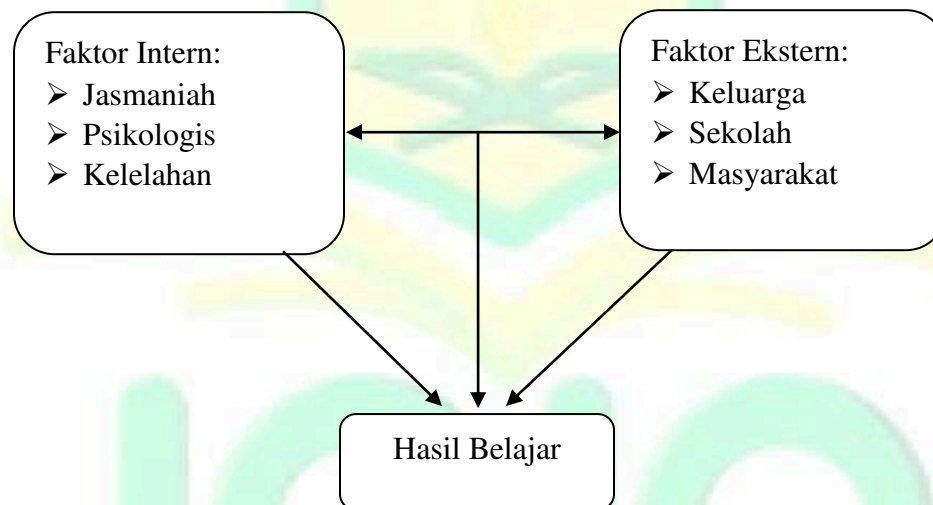 Faktor Intern:
➢ Jasmaniah
➢ Psikologis
➢ Kelelahan
Faktor Ekstern:
➢ Keluarga
➢ Sekolah
➢ Masyarakat
Hasil Belajar